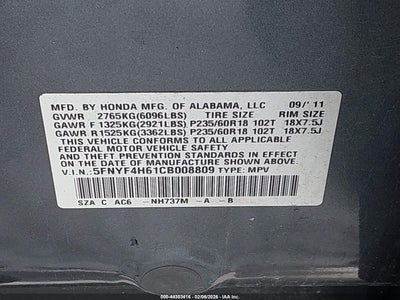 MFD. BY HONDA MFG. OF ALABAMA, LLC 09/'11
GVWR 2765KG(6096LBS) TIRE SIZE RIM SIZE
GAWR F 1325KG(2921LBS) P235/60R18 102T 18X7.5J
GAWR R 1525KG(3362LBS) P235/60R18 102T 18X7.5J
THIS VEHICLE CONFORMS TO ALL APPLICABLE
FEDERAL MOTOR VEHICLE SAFETY AND THEFT
PREVENTION STANDARDS IN EFFECT ON THE
DATE OF MANUFACTURE SHOWN ABOVE.
V.I.N.: 5FNYF4H61CB008809 TYPE: MPV
SZA C AC6 NH737M -A -B
000-44353416 - 02/06/2026 - IAAI.COM